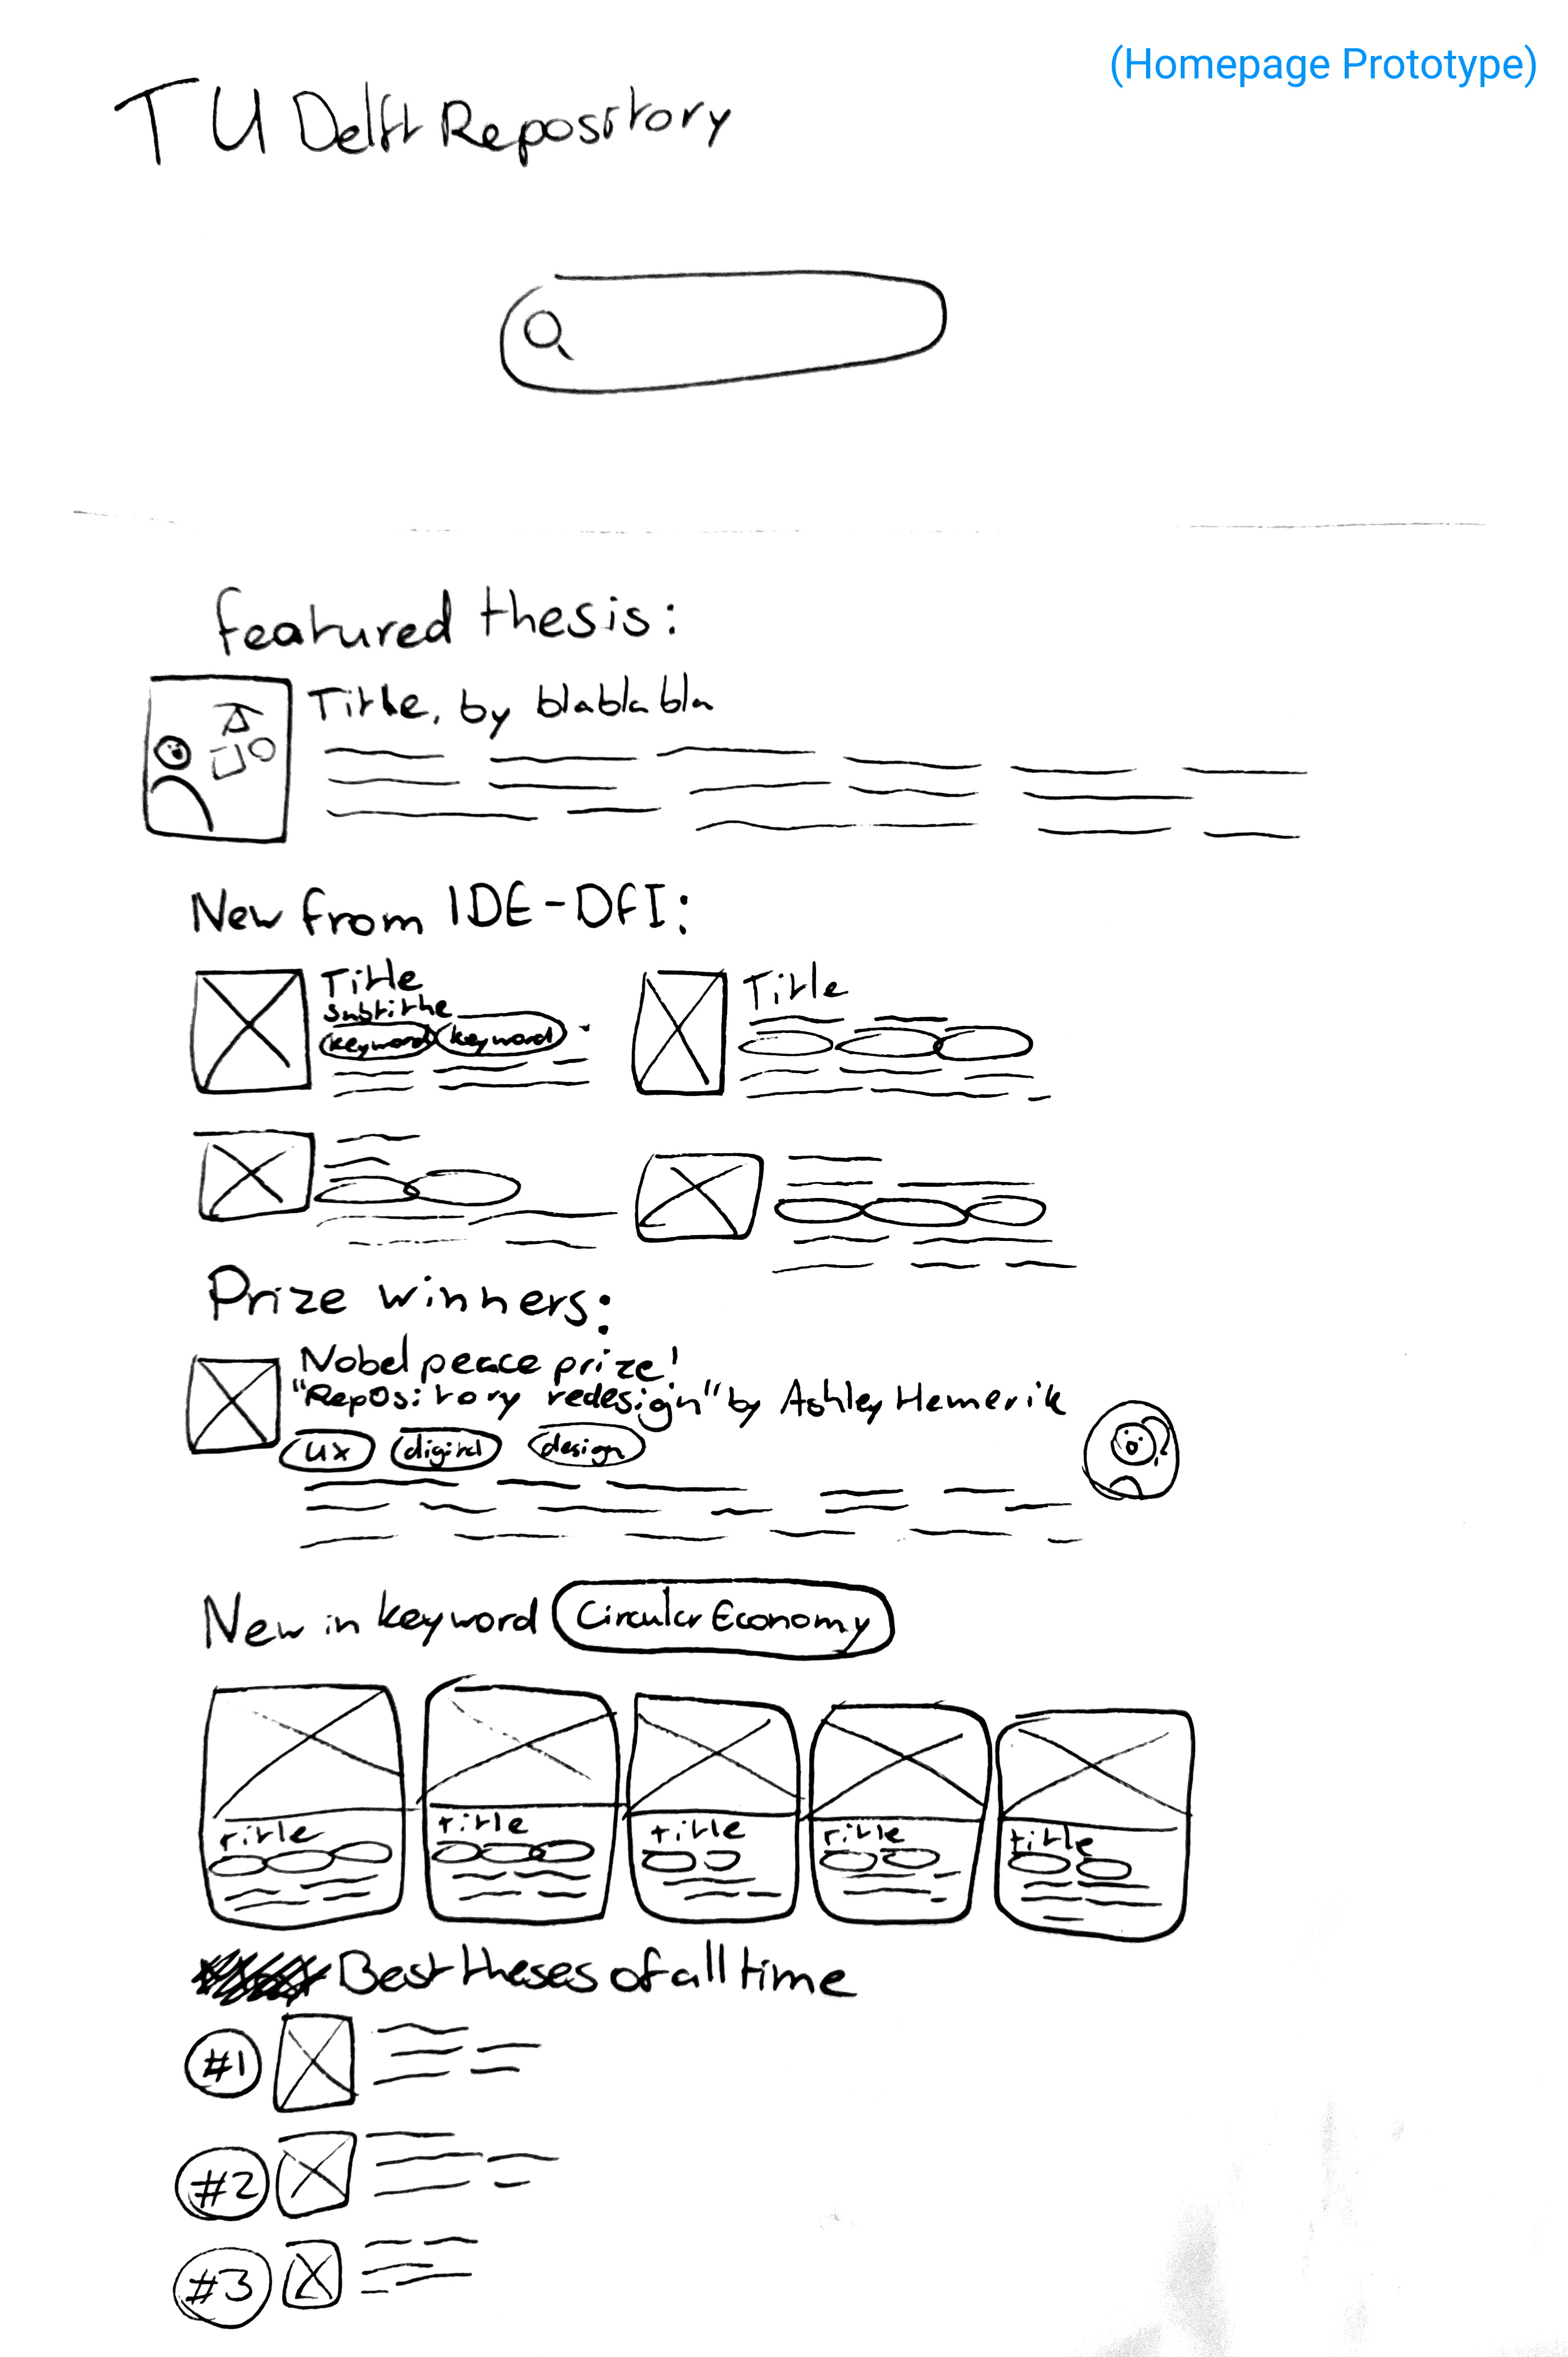 (Homepage Prototype)
TU Delft Repository
featured thesis:
Title, by blablabla
New from IDE-DFI:
Title
Subtitle
keyword keyword
Title
Prize winners:
Nobel peace prize!
"Repository redesign" by Ashley Hemerik
UX digital design
New in keyword Circular Economy
title title title title title
Best theses of all time
#1
#2
#3